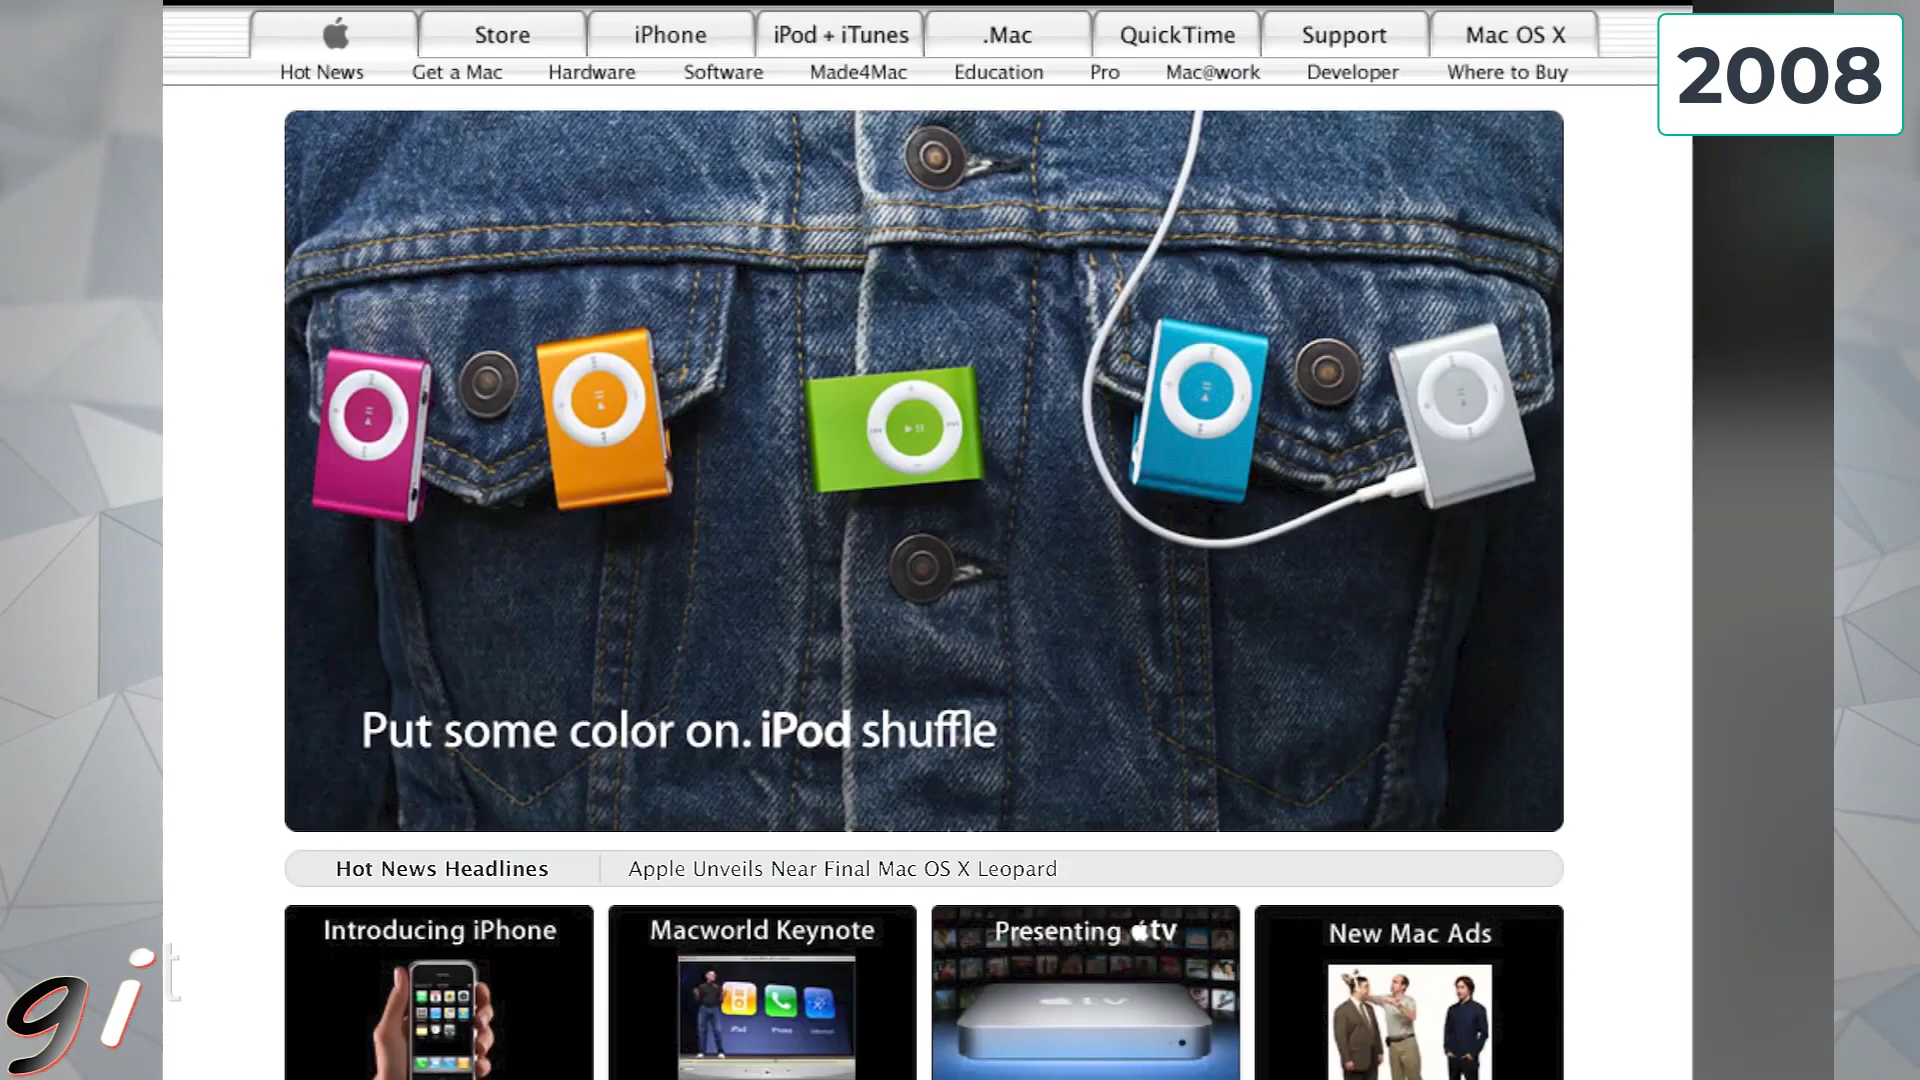 Store iPhone iPod + iTunes .Mac QuickTime Support Mac OS X
2008
Hot News Get a Mac Hardware Software Made4Mac Education Pro Mac@work Developer Where to Buy
Put some color on. iPod shuffle
Hot News Headlines Apple Unveils Near Final Mac OS X Leopard
Introducing iPhone Macworld Keynote Presenting tv New Mac Ads
tv
git